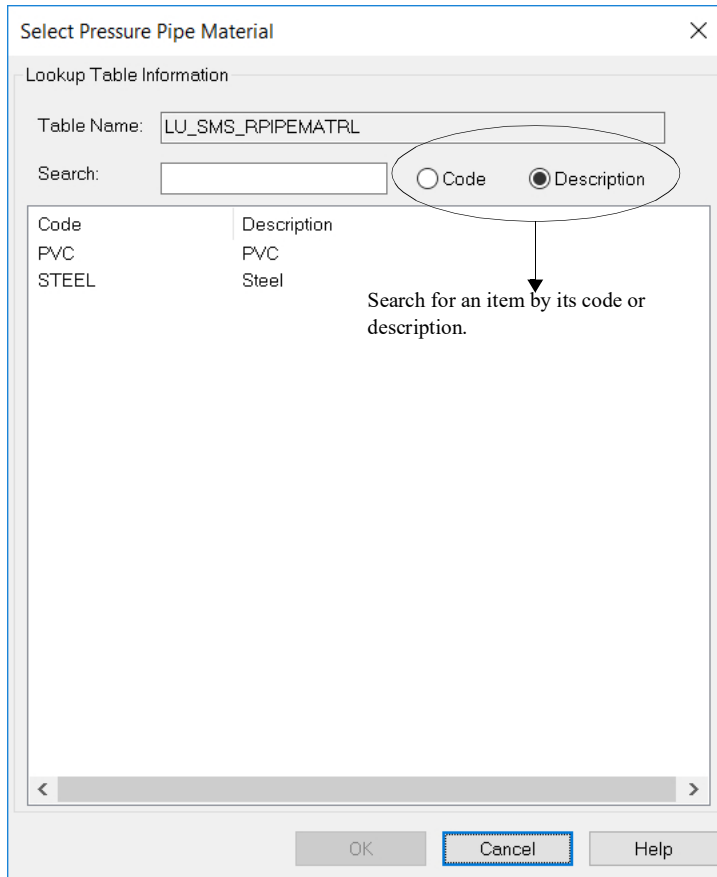 Select Pressure Pipe Material
Lookup Table Information
Table Name: LU_SMS_RPIPEMATRL
Search: Code Description
Code Description
PVC PVC
STEEL Steel
Search for an item by its code or
description.
OK Cancel Help